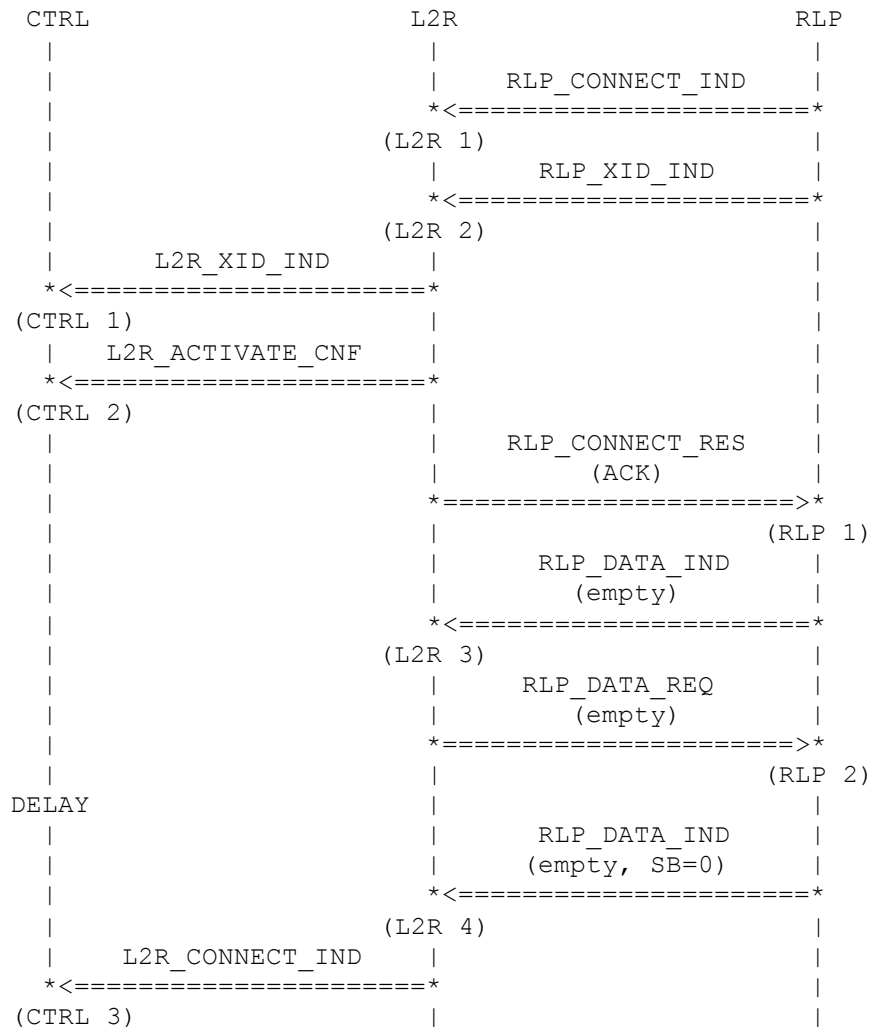 CTRL                    L2R                    RLP
  |                      |                      |
  |                      |    RLP_CONNECT_IND   |
  |                      *<=====================*
  |                   (L2R 1)                   |
  |                      |      RLP_XID_IND     |
  |                      *<=====================*
  |                   (L2R 2)                   |
  |      L2R_XID_IND     |                      |
  *<=====================*                      |
(CTRL 1)                 |                      |
  |   L2R_ACTIVATE_CNF   |                      |
  *<=====================*                      |
(CTRL 2)                 |                      |
  |                      |    RLP_CONNECT_RES   |
  |                      |         (ACK)        |
  |                      *=====================>*
  |                      |                   (RLP 1)
  |                      |      RLP_DATA_IND    |
  |                      |        (empty)       |
  |                      *<=====================*
  |                   (L2R 3)                   |
  |                      |     RLP_DATA_REQ     |
  |                      |        (empty)       |
  |                      *=====================>*
  |                      |                   (RLP 2)
DELAY                    |                      |
  |                      |      RLP_DATA_IND    |
  |                      |     (empty, SB=0)    |
  |                      *<=====================*
  |                   (L2R 4)                   |
  |    L2R_CONNECT_IND   |                      |
  *<=====================*                      |
(CTRL 3)                 |                      |